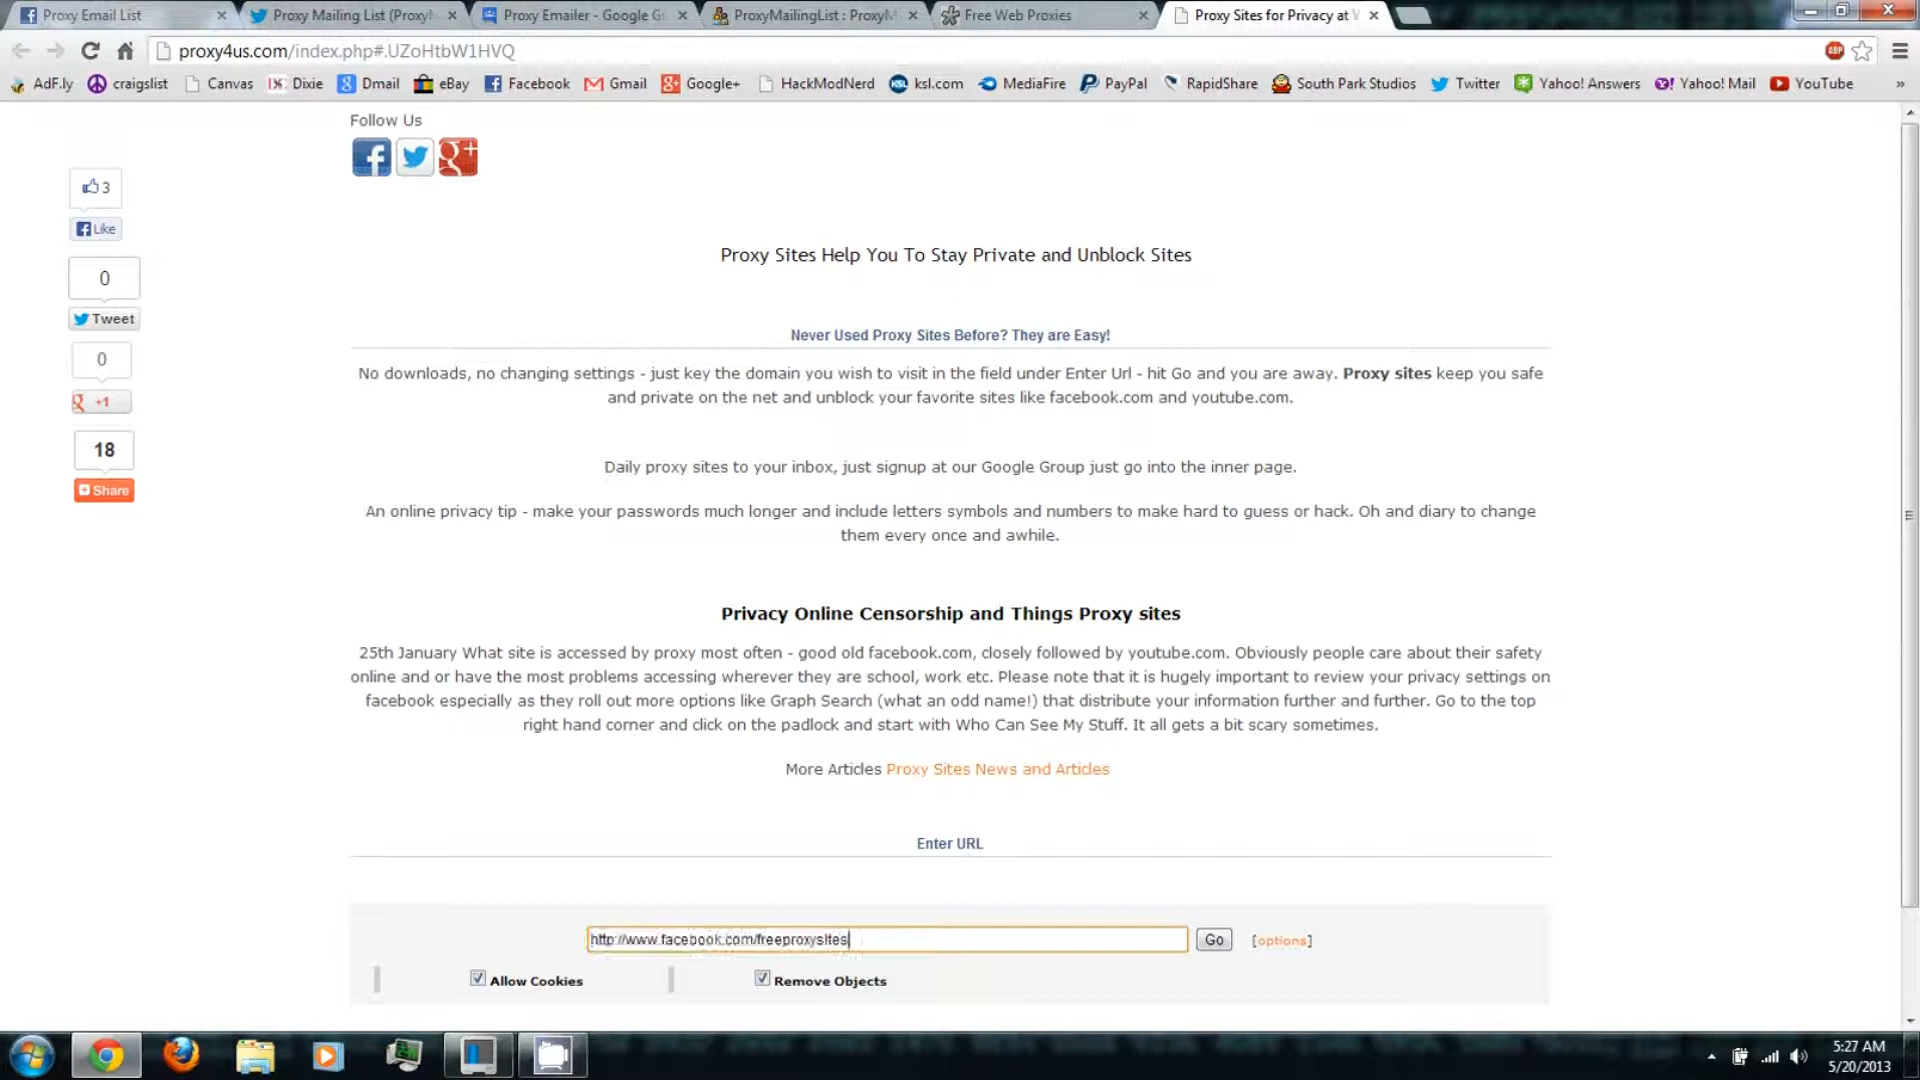 Proxy Email List
Proxy Mailing List (ProxyM
Proxy Emailer - Google G
ProxyMailingList : ProxyM
Free Web Proxies
Proxy Sites for Privacy at V
proxy4us.com/index.php#.UZoHtbW1HVQ
ABP
AdF.ly
craigslist
Canvas
Dixie
Dmail
eBay
Facebook
Gmail
Google+
HackModNerd
ksl.com
MediaFire
PayPal
RapidShare
South Park Studios
Twitter
Yahoo! Answers
Yahoo! Mail
YouTube
»
Follow Us
3
Like
0
Tweet
0
+1
18
Share
Proxy Sites Help You To Stay Private and Unblock Sites
Never Used Proxy Sites Before? They are Easy!
No downloads, no changing settings - just key the domain you wish to visit in the field under Enter Url - hit Go and you are away. Proxy sites keep you safe
and private on the net and unblock your favorite sites like facebook.com and youtube.com.
Daily proxy sites to your inbox, just signup at our Google Group just go into the inner page.
An online privacy tip - make your passwords much longer and include letters symbols and numbers to make hard to guess or hack. Oh and diary to change
them every once and awhile.
Privacy Online Censorship and Things Proxy sites
25th January What site is accessed by proxy most often - good old facebook.com, closely followed by youtube.com. Obviously people care about their safety
online and or have the most problems accessing wherever they are school, work etc. Please note that it is hugely important to review your privacy settings on
facebook especially as they roll out more options like Graph Search (what an odd name!) that distribute your information further and further. Go to the top
right hand corner and click on the padlock and start with Who Can See My Stuff. It all gets a bit scary sometimes.
More Articles Proxy Sites News and Articles
Enter URL
http://www.facebook.com/freeproxysites
Go
[options]
Allow Cookies
Remove Objects
5:27 AM
5/20/2013